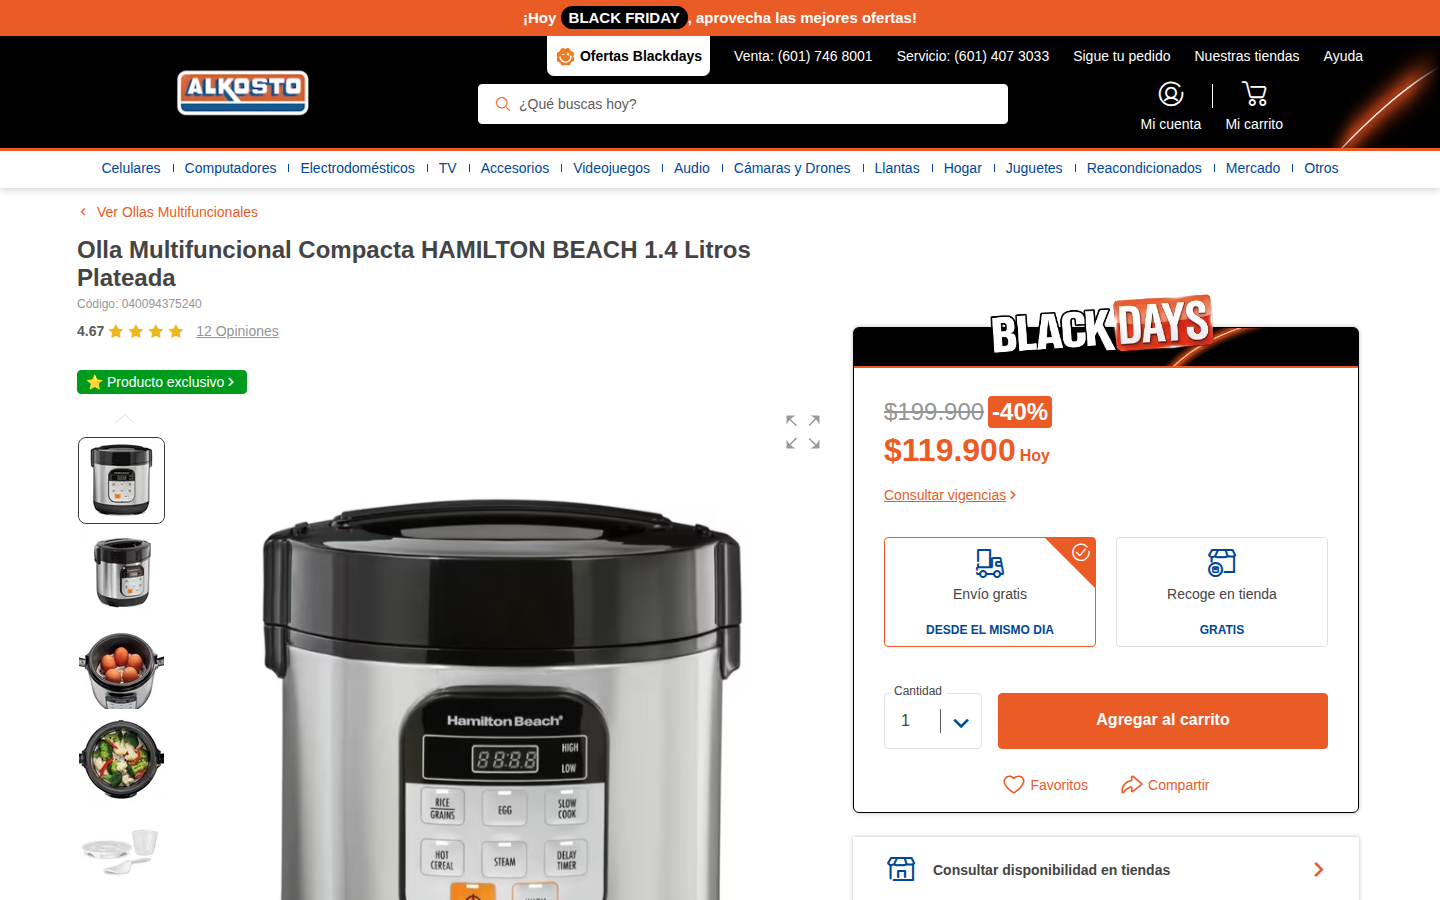 ¡Hoy BLACK FRIDAY, aprovecha las mejores ofertas!
Ofertas Blackdays
Venta: (601) 746 8001
Servicio: (601) 407 3033
Sigue tu pedido
Nuestras tiendas
Ayuda
ALKOSTO
¿Qué buscas hoy?
Mi cuenta
Mi carrito
Celulares
Computadores
Electrodomésticos
TV
Accesorios
Videojuegos
Audio
Cámaras y Drones
Llantas
Hogar
Juguetes
Reacondicionados
Mercado
Otros
Ver Ollas Multifuncionales
Olla Multifuncional Compacta HAMILTON BEACH 1.4 Litros
Plateada
Código: 040094375240
4.67
12 Opiniones
Producto exclusivo
Hamilton Beach
88:88
HIGH
LOW
RICE
GRAINS
EGG
SLOW
COOK
HOT
CEREAL
STEAM
DELAY
TIMER
BLACKDAYS
$199.900 -40%
$119.900 Hoy
Consultar vigencias
Envío gratis
DESDE EL MISMO DIA
Recoge en tienda
GRATIS
Cantidad
1
Agregar al carrito
Favoritos
Compartir
Consultar disponibilidad en tiendas